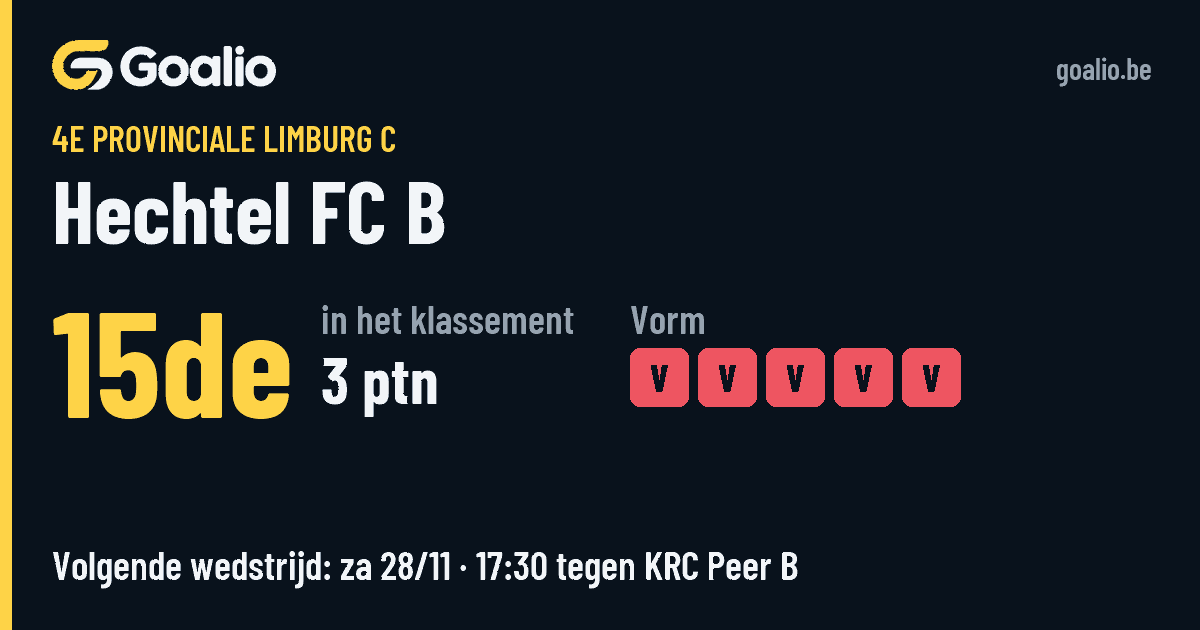 Goalio
goalio.be
4E PROVINCIALE LIMBURG C
Hechtel FC B
15de
in het klassement
3 ptn
Vorm
V V V V V
Volgende wedstrijd: za 28/11 · 17:30 tegen KRC Peer B